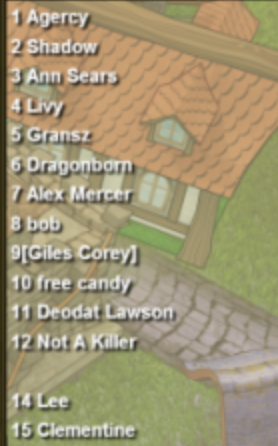 1 Agercy
2 Shadow
3 Ann Sears
4 Livy
5 Gransz
6 Dragonborn
7 Alex Mercer
8 bob
9[Giles Corey]
10 free candy
11 Deodat Lawson
12 Not A Killer
14 Lee
15 Clementine